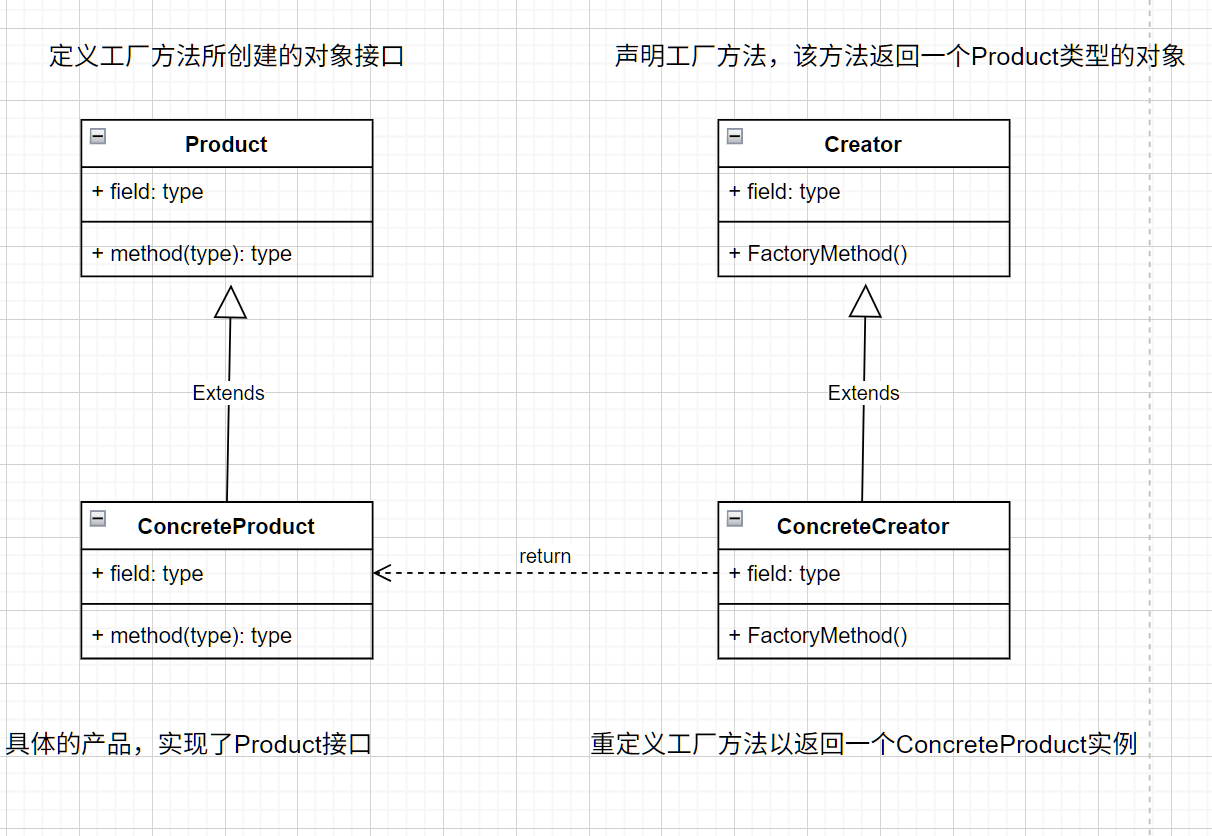 定义工厂方法所创建的对象接口
声明工厂方法，该方法返回一个Product类型的对象
Product
+ field: type
+ method(type): type
Creator
+ field: type
+ FactoryMethod()
Extends
Extends
ConcreteProduct
+ field: type
+ method(type): type
return
ConcreteCreator
+ field: type
+ FactoryMethod()
具体的产品，实现了Product接口
重定义工厂方法以返回一个ConcreteProduct实例